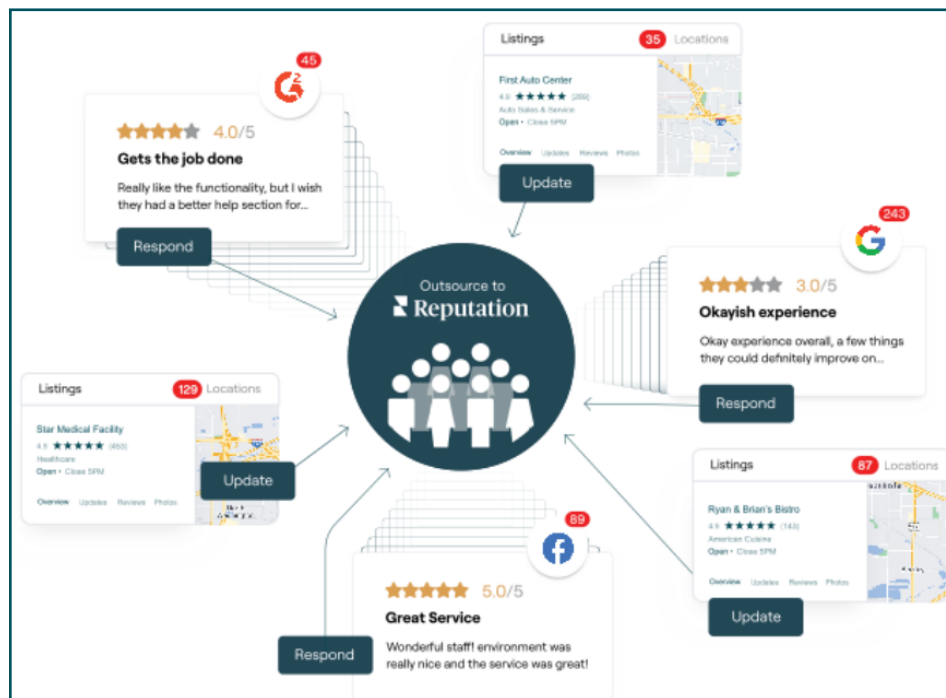 45
4.0/5
Gets the job done
Really like the functionality, but I wish
they had a better help section for...
Respond
Listings 35 Locations
First Auto Center
4.8 (289)
Auto Sales & Service
Open • Close 5PM
Overview Updates Reviews Photos
Update
Outsource to
Reputation
243
3.0/5
Okayish experience
Okay experience overall, a few things
they could definitely improve on...
Respond
Listings 129 Locations
Star Medical Facility
4.8 (453)
Healthcare
Open • Close 5PM
Overview Updates Reviews Photos
Update
89
5.0/5
Great Service
Wonderful staff! environment was
really nice and the service was great!
Respond
Listings 87 Locations
Ryan & Brian's Bistro
4.8 (143)
American Cuisine
Open • Close 5PM
Overview Updates Reviews Photos
Update